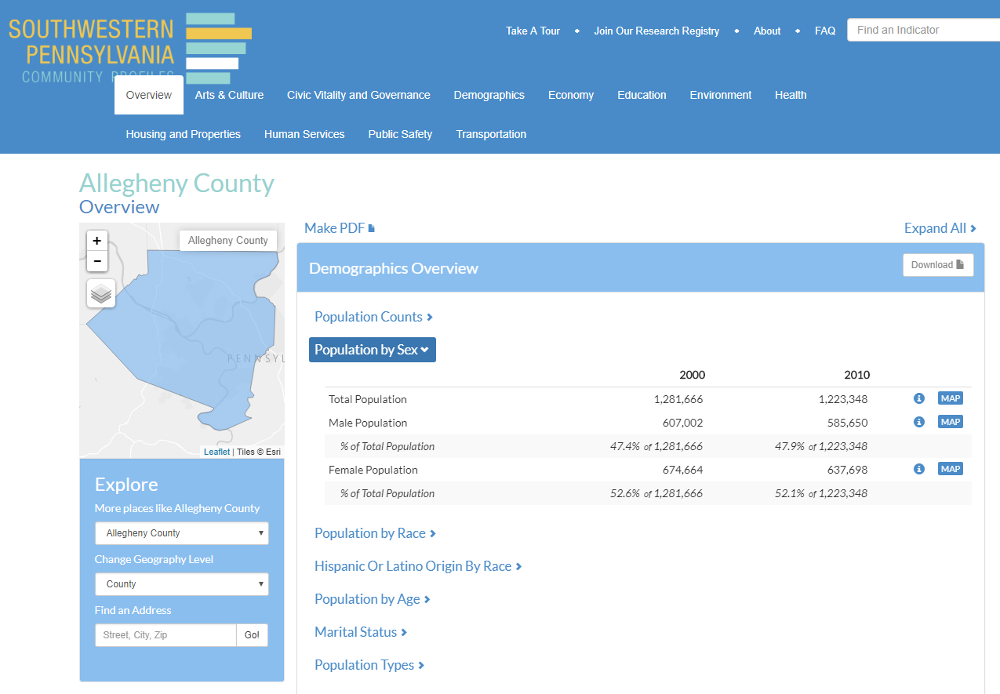 SOUTHWESTERN
PENNSYLVANIA
COMMUNITY PROFILES
Take A Tour • Join Our Research Registry • About • FAQ Find an Indicator
Overview Arts & Culture Civic Vitality and Governance Demographics Economy Education Environment Health
Housing and Properties Human Services Public Safety Transportation
Allegheny County
Overview
+
−
Allegheny County
PENNSYL
Leaflet | Tiles © Esri
Explore
More places like Allegheny County
Allegheny County
Change Geography Level
County
Find an Address
Street, City, Zip Go!
Make PDF Expand All
Demographics Overview Download
Population Counts
Population by Sex
2000 2010
Total Population 1,281,666 1,223,348 i MAP
Male Population 607,002 585,650 i MAP
% of Total Population 47.4% of 1,281,666 47.9% of 1,223,348
Female Population 674,664 637,698 i MAP
% of Total Population 52.6% of 1,281,666 52.1% of 1,223,348
Population by Race
Hispanic Or Latino Origin By Race
Population by Age
Marital Status
Population Types